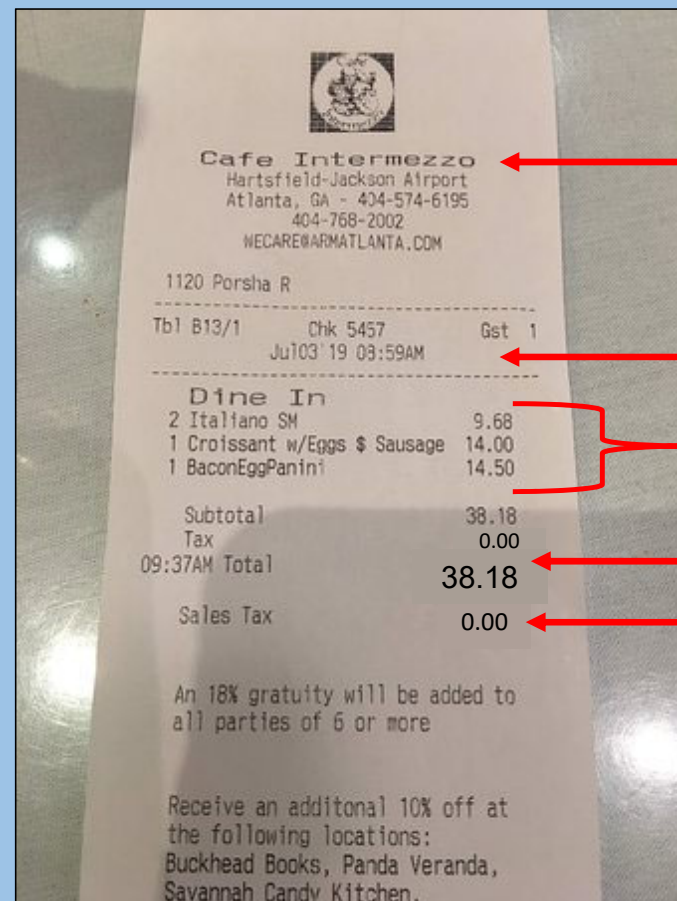 Café
Intermezzo
Cafe Intermezzo
Hartsfield-Jackson Airport
Atlanta, GA - 404-574-6195
404-768-2002
WECARE@ARMATLANTA.COM
1120 Porsha R
Tbl B13/1 Chk 5457 Gst 1
Jul03'19 08:59AM
Dine In
2 Italiano SM 9.68
1 Croissant w/Eggs $ Sausage 14.00
1 BaconEggPanini 14.50
Subtotal 38.18
Tax 0.00
09:37AM Total 38.18
Sales Tax 0.00
An 18% gratuity will be added to
all parties of 6 or more
Receive an additonal 10% off at
the following locations:
Buckhead Books, Panda Veranda,
Savannah Candy Kitchen,